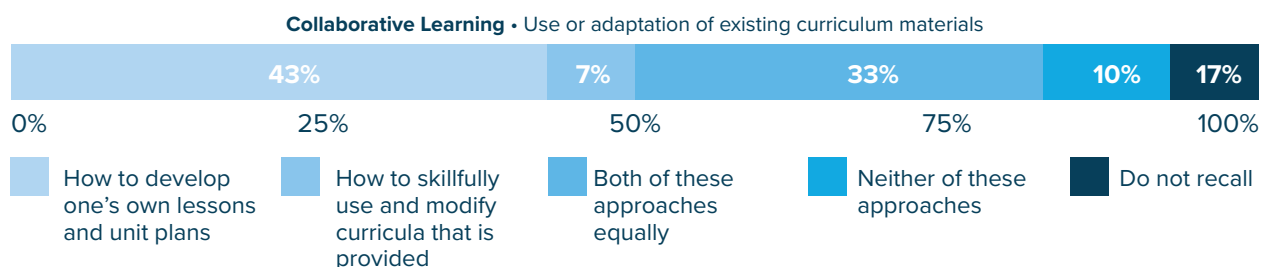 Collaborative Learning • Use or adaptation of existing curriculum materials
43% 7% 33% 10% 17%
0% 25% 50% 75% 100%
How to develop
one’s own lessons
and unit plans
How to skillfully
use and modify
curricula that is
provided
Both of these
approaches
equally
Neither of these
approaches
Do not recall